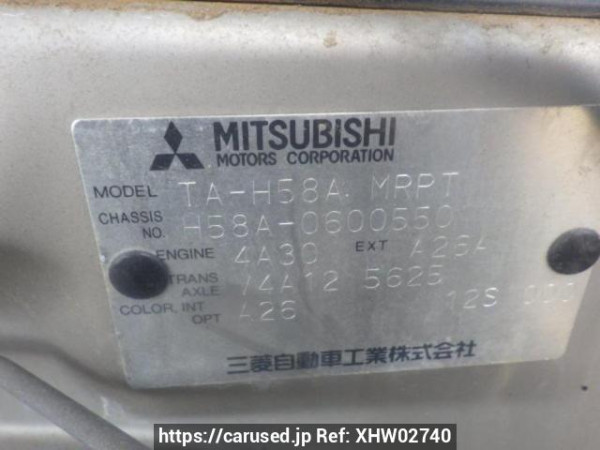 MITSUBISHI
MOTORS CORPORATION
MODEL TA-H58A MRPT
CHASSIS NO. H58A-0600550
ENGINE 4A30 EXT A26A
TRANS AXLE V4A12 5625
COLOR, INT OPT A26 12S 000
三菱自動車工業株式会社
https://carused.jp Ref: XHW02740